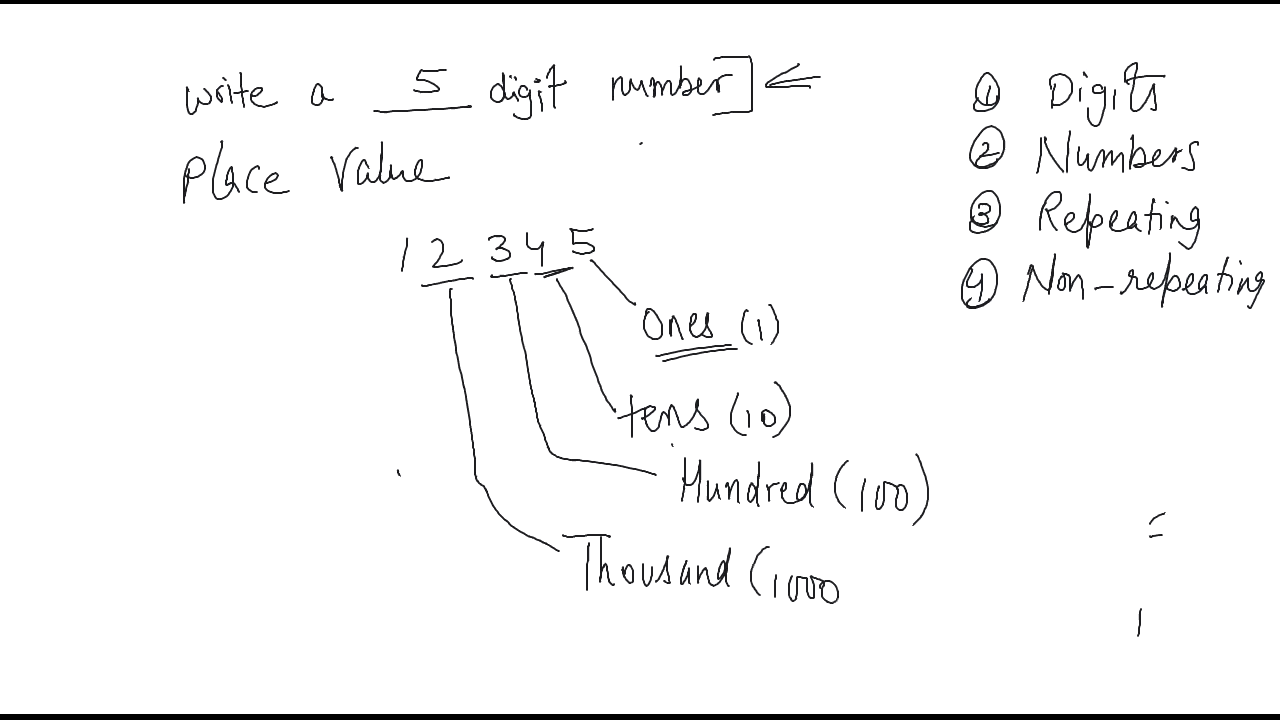 write a 5 digit number
Place Value
1 2 3 4 5
Ones (1)
tens (10)
Hundred (100)
Thousand (1000
① Digits
② Numbers
③ Repeating
④ Non-repeating
=
1